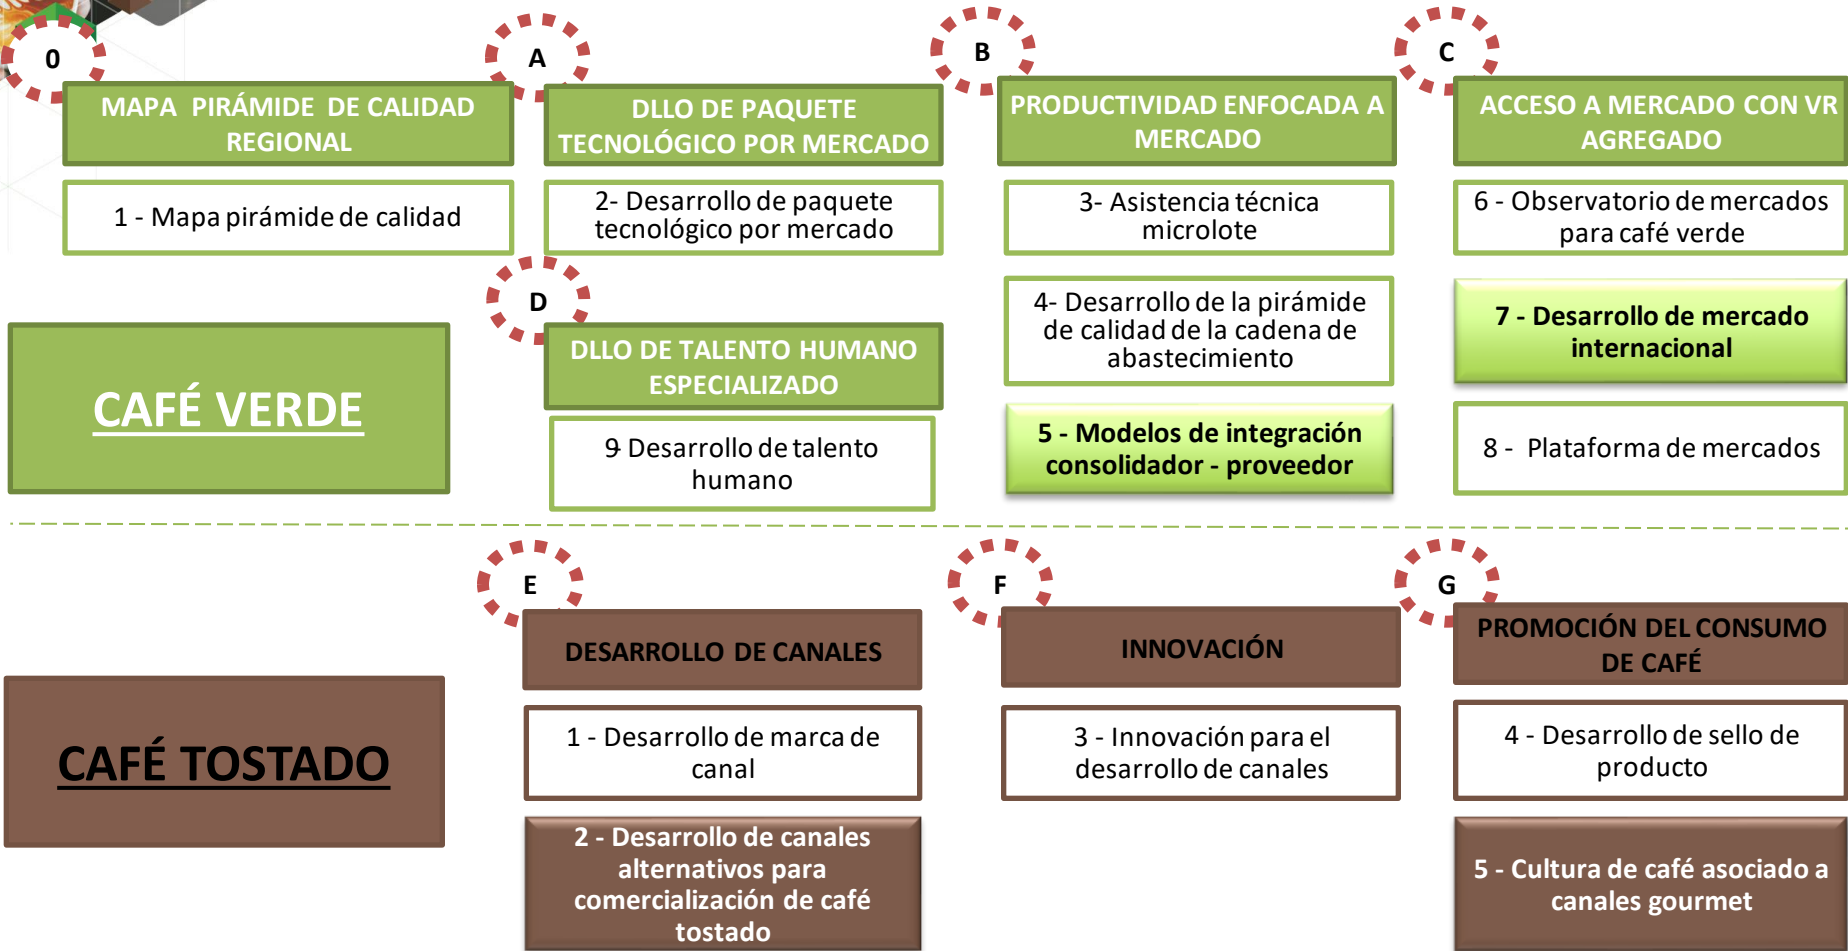 0
MAPA PIRÁMIDE DE CALIDAD
REGIONAL
1 - Mapa pirámide de calidad
A
DLLO DE PAQUETE
TECNOLÓGICO POR MERCADO
2- Desarrollo de paquete
tecnológico por mercado
B
PRODUCTIVIDAD ENFOCADA A
MERCADO
3- Asistencia técnica
microlote
4- Desarrollo de la pirámide
de calidad de la cadena de
abastecimiento
5 - Modelos de integración
consolidador - proveedor
C
ACCESO A MERCADO CON VR
AGREGADO
6 - Observatorio de mercados
para café verde
7 - Desarrollo de mercado
internacional
8 - Plataforma de mercados
CAFÉ VERDE
D
DLLO DE TALENTO HUMANO
ESPECIALIZADO
9- Desarrollo de talento
humano
CAFÉ TOSTADO
E
DESARROLLO DE CANALES
1 - Desarrollo de marca de
canal
2 - Desarrollo de canales
alternativos para
comercialización de café
tostado
F
INNOVACIÓN
3 - Innovación para el
desarrollo de canales
G
PROMOCIÓN DEL CONSUMO
DE CAFÉ
4 - Desarrollo de sello de
producto
5 - Cultura de café asociado a
canales gourmet